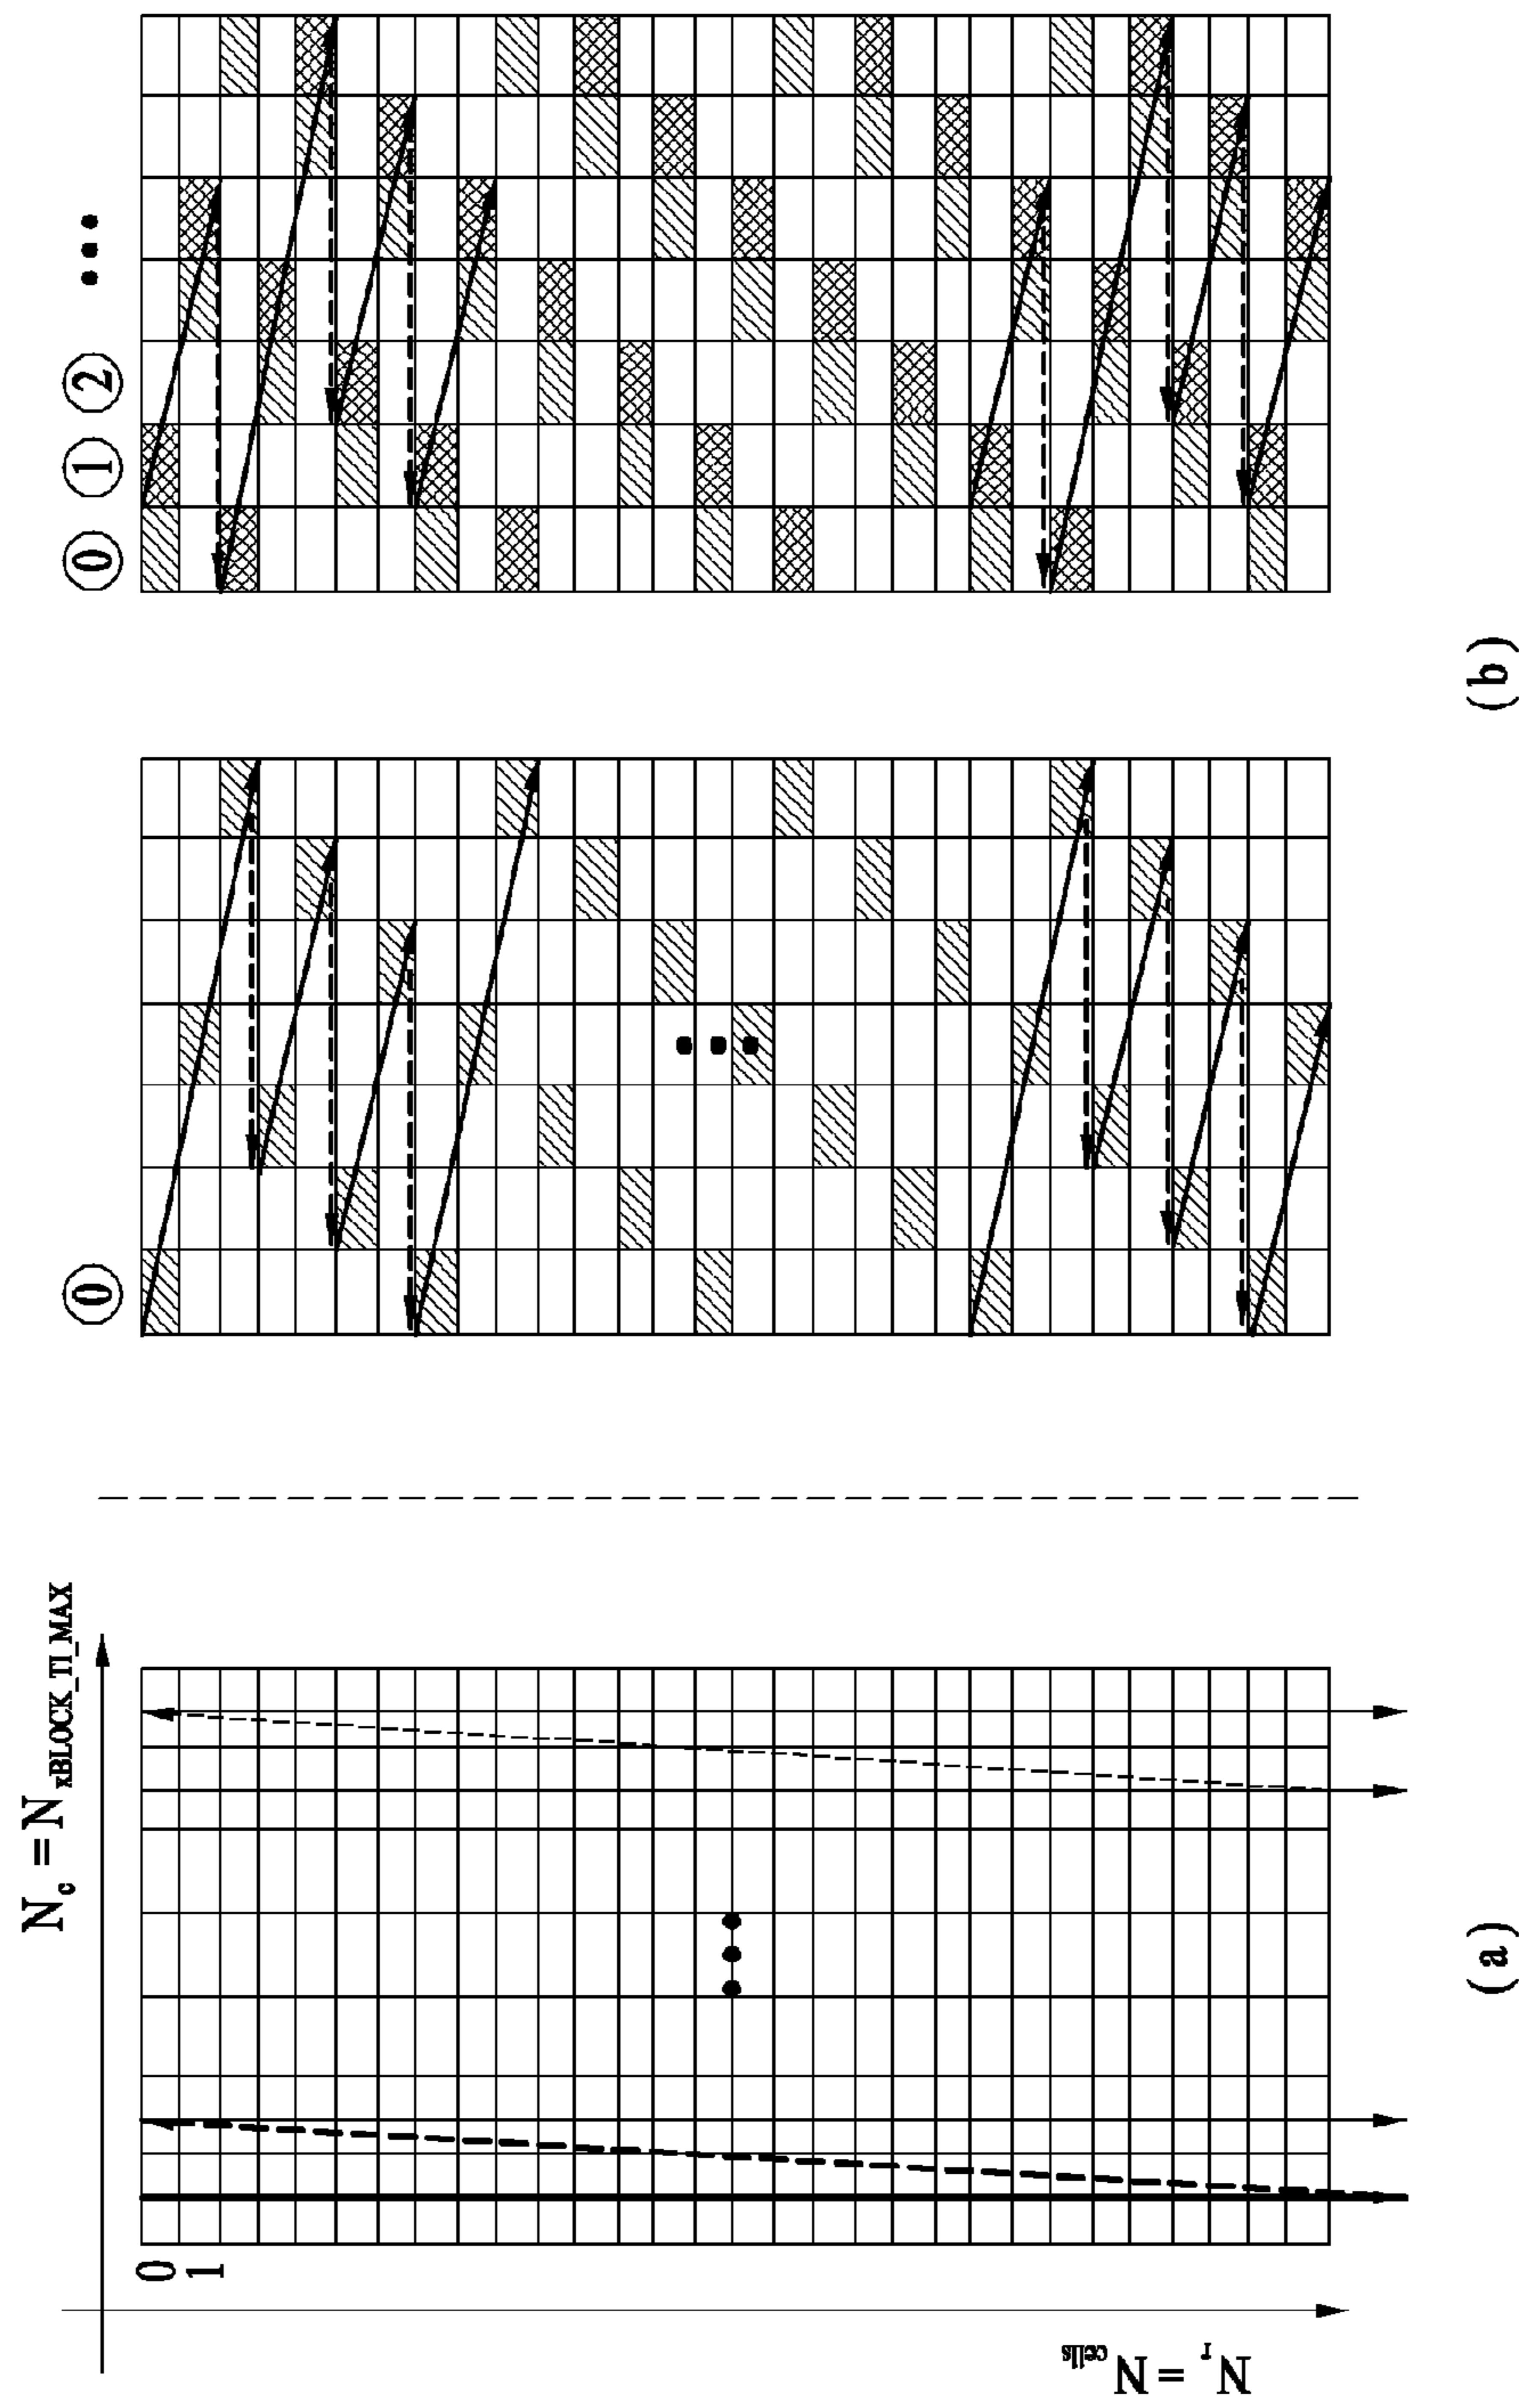 N_c = N_xBLOCK_TI_MAX
0
1
N_r = N_cells
(a)
⓪
⓪ ① ② •••
(b)